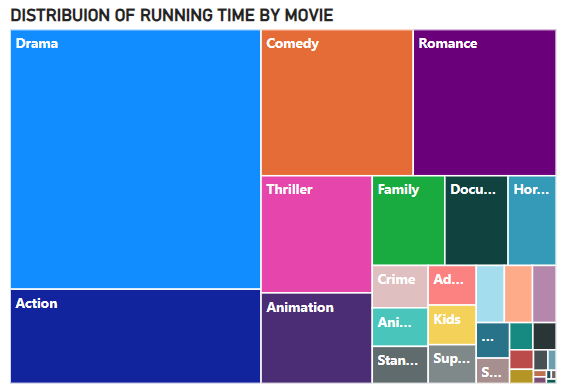 DISTRIBUION OF RUNNING TIME BY MOVIE
Drama
Comedy
Romance
Thriller
Family
Docu...
Hor...
Action
Animation
Crime
Ad...
Ani...
Kids
Stan...
Sup...
...
S...